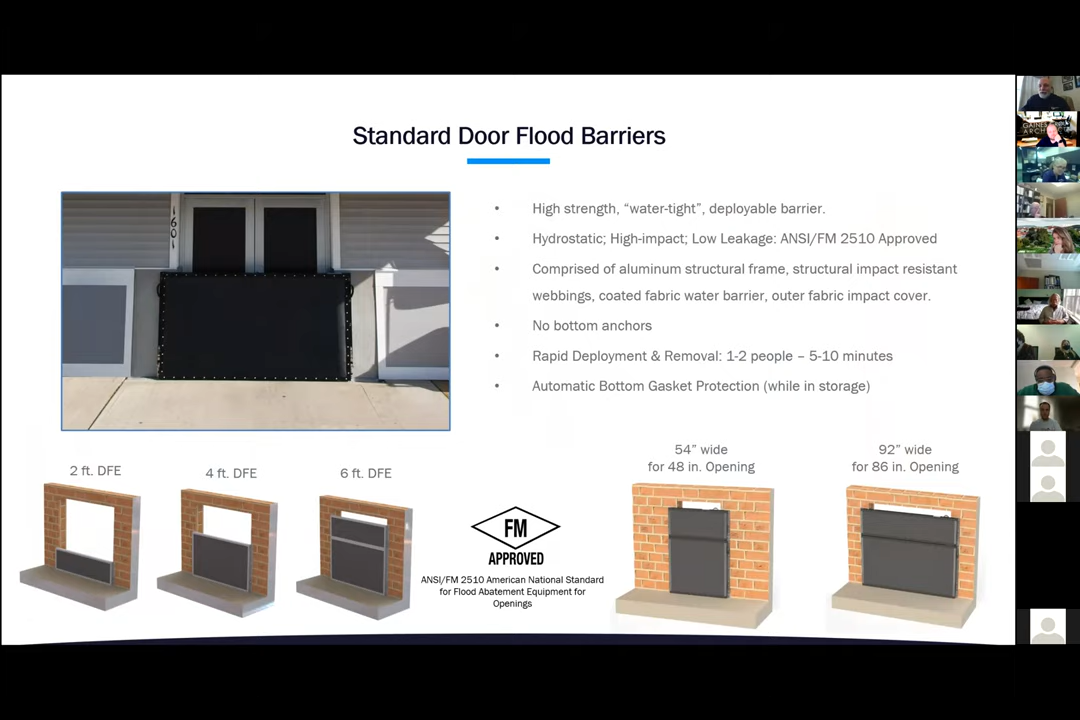 Standard Door Flood Barriers
1601
• High strength, “water-tight”, deployable barrier.
• Hydrostatic; High-impact; Low Leakage: ANSI/FM 2510 Approved
• Comprised of aluminum structural frame, structural impact resistant
webbings, coated fabric water barrier, outer fabric impact cover.
• No bottom anchors
• Rapid Deployment & Removal: 1-2 people – 5-10 minutes
• Automatic Bottom Gasket Protection (while in storage)
2 ft. DFE
4 ft. DFE
6 ft. DFE
FM
APPROVED
ANSI/FM 2510 American National Standard
for Flood Abatement Equipment for
Openings
54” wide
for 48 in. Opening
92” wide
for 86 in. Opening